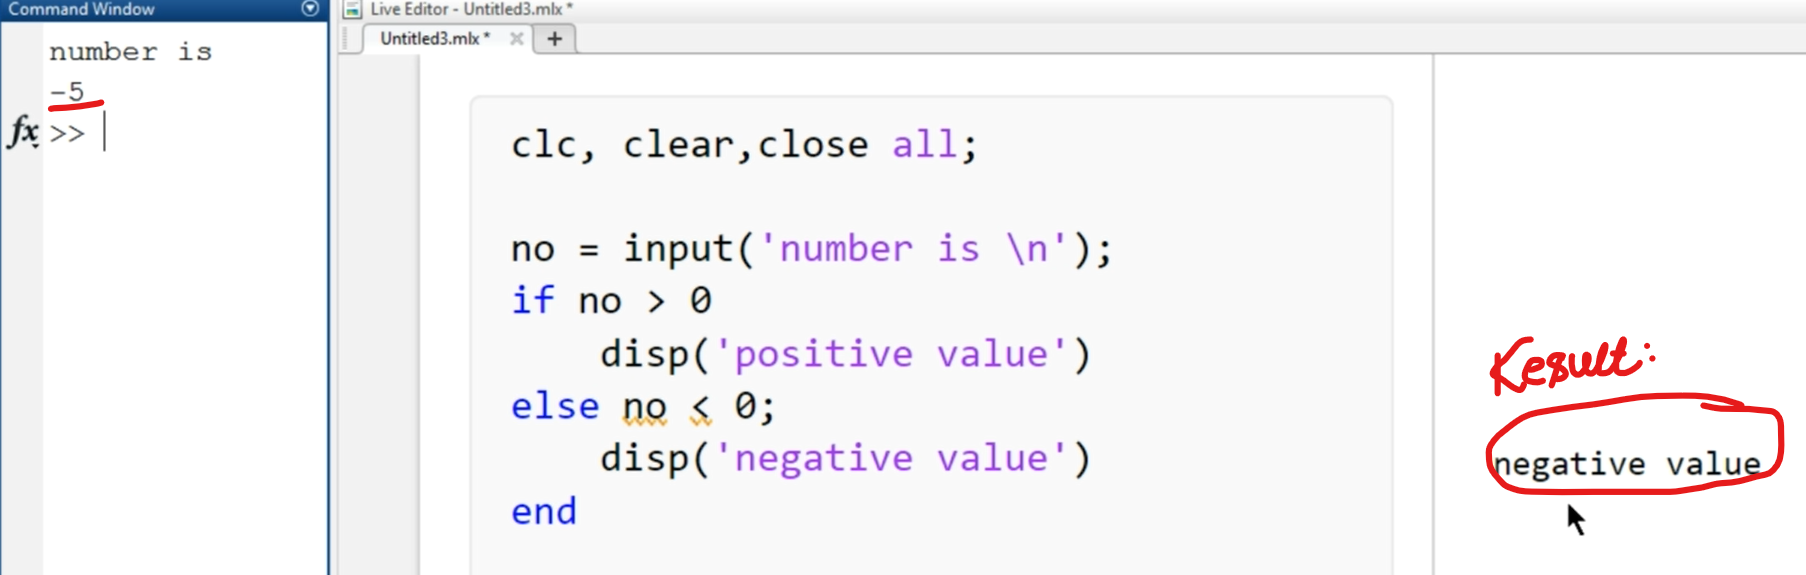 Command Window
number is
-5
fx >>
Live Editor - Untitled3.mlx *
Untitled3.mlx * × +
clc, clear,close all;
no = input('number is \n');
if no > 0
disp('positive value')
else no < 0;
disp('negative value')
end
Result:
negative value